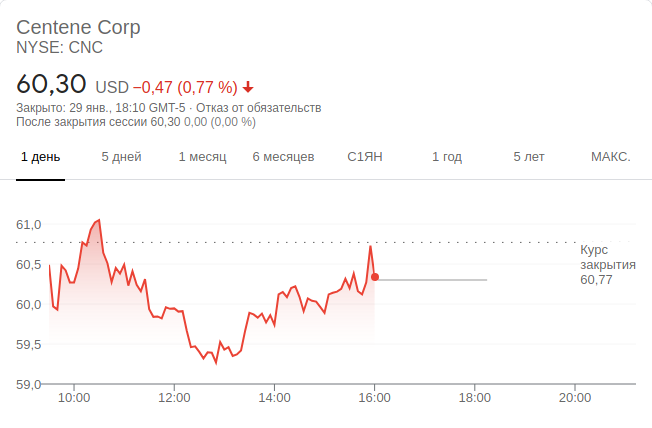 Centene Corp
NYSE: CNC
60,30 USD −0,47 (0,77 %)
Закрыто: 29 янв., 18:10 GMT-5 · Отказ от обязательств
После закрытия сессии 60,30 0,00 (0,00 %)
1 день 5 дней 1 месяц 6 месяцев С1ЯН 1 год 5 лет МАКС.
61,0
60,5
60,0
59,5
59,0
Курс
закрытия
60,77
10:00 12:00 14:00 16:00 18:00 20:00